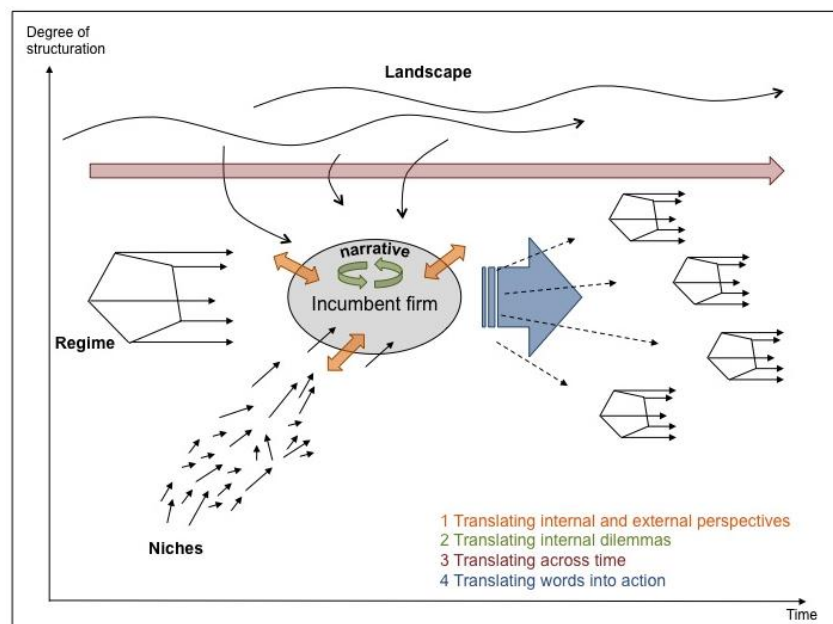 Degree of
structuration
Landscape
narrative
Incumbent firm
Regime
Niches
1 Translating internal and external perspectives
2 Translating internal dilemmas
3 Translating across time
4 Translating words into action
Time